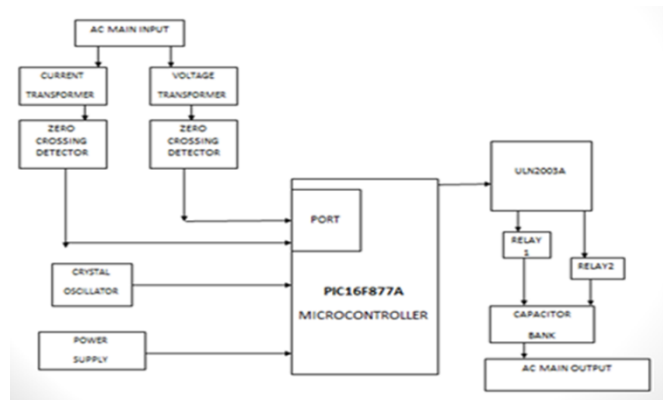 AC MAIN INPUT
CURRENT
TRANSFORMER
VOLTAGE
TRANSFORMER
ZERO
CROSSING
DETECTOR
ZERO
CROSSING
DETECTOR
PORT
PIC16F877A
MICROCONTROLLER
CRYSTAL
OSCILLATOR
POWER
SUPPLY
ULN2003A
RELAY
1
RELAY2
CAPACITOR
BANK
AC MAIN OUTPUT